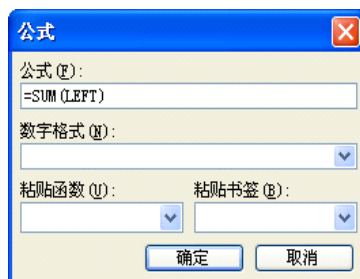 公式
公式(F):
=SUM(LEFT)
数字格式(N):
粘贴函数(U):
粘贴书签(B):
确定
取消